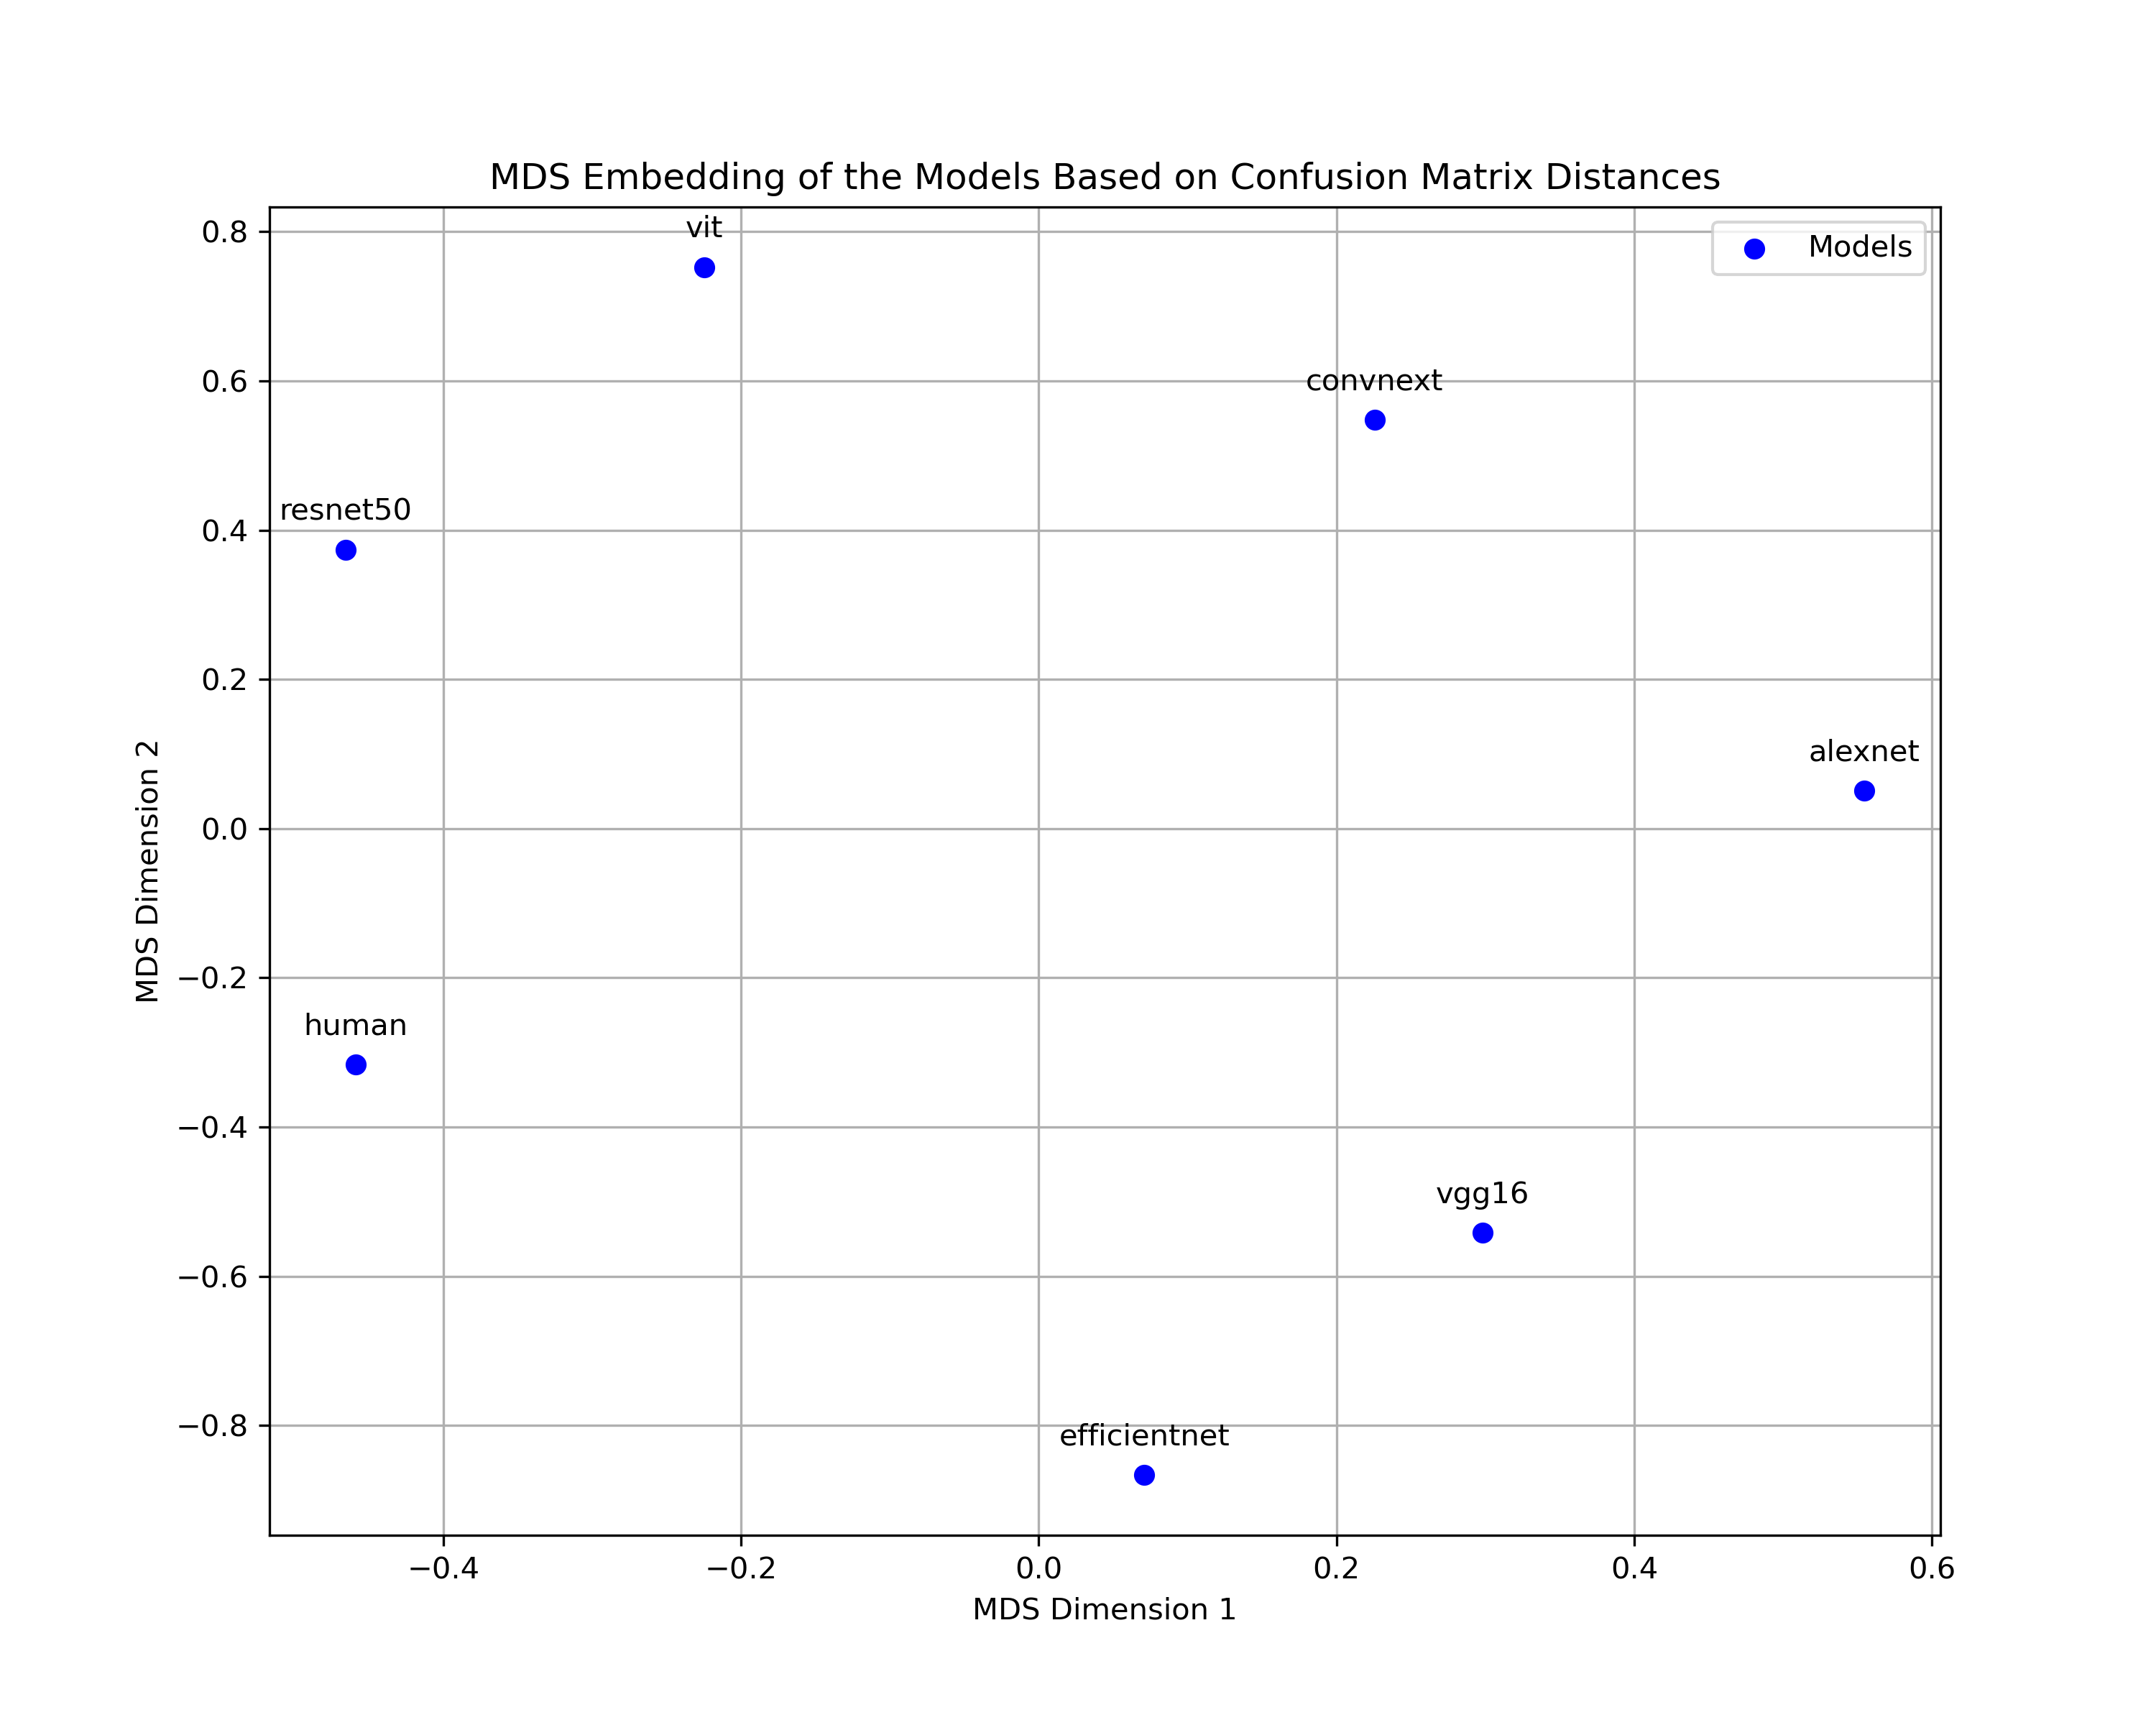 MDS Embedding of the Models Based on Confusion Matrix Distances
vit
Models
convnext
resnet50
alexnet
human
vgg16
efficientnet
0.8
0.6
0.4
0.2
0.0
−0.2
−0.4
−0.6
−0.8
MDS Dimension 2
−0.4 −0.2 0.0 0.2 0.4 0.6
MDS Dimension 1